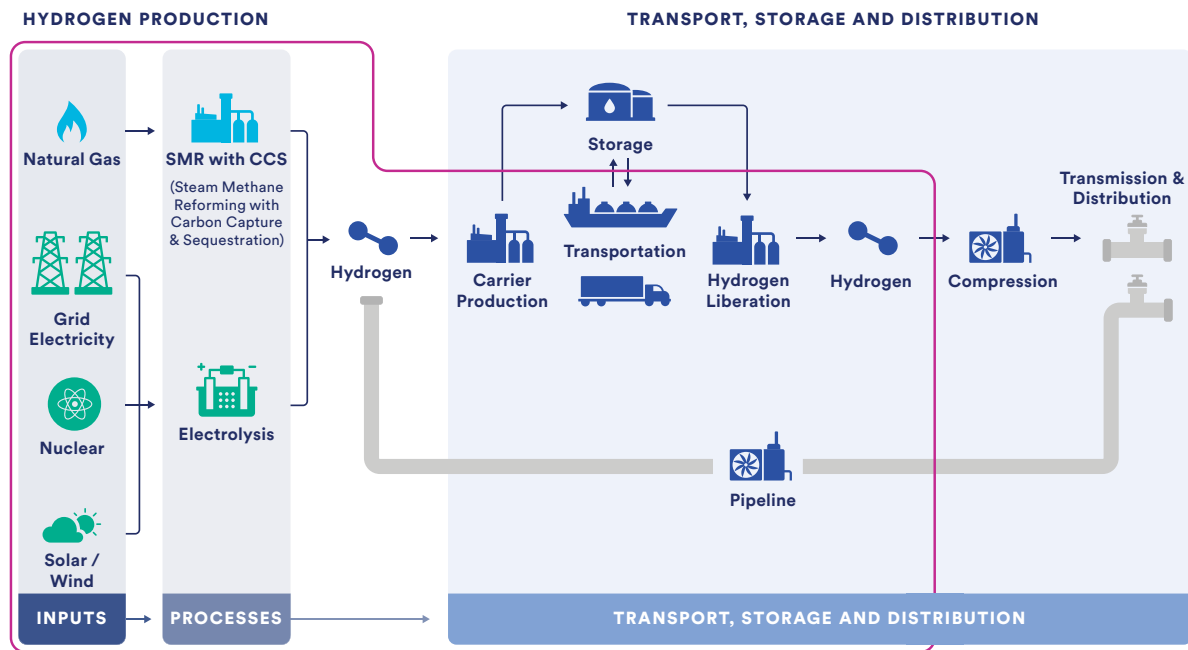 HYDROGEN PRODUCTION
TRANSPORT, STORAGE AND DISTRIBUTION
Natural Gas
SMR with CCS
(Steam Methane
Reforming with
Carbon Capture
& Sequestration)
Grid
Electricity
Nuclear
Electrolysis
Solar /
Wind
Hydrogen
Storage
Transportation
Carrier
Production
Hydrogen
Liberation
Hydrogen
Compression
Transmission &
Distribution
Pipeline
INPUTS
PROCESSES
TRANSPORT, STORAGE AND DISTRIBUTION